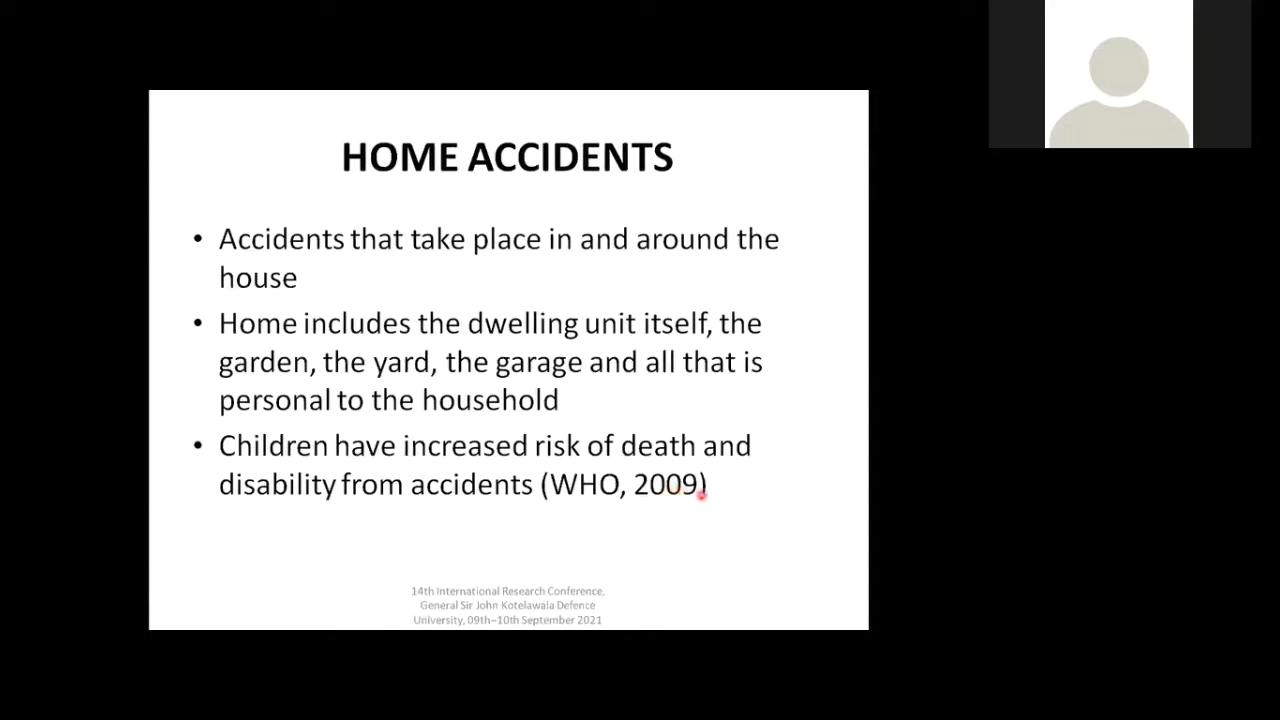 HOME ACCIDENTS
• Accidents that take place in and around the
house
• Home includes the dwelling unit itself, the
garden, the yard, the garage and all that is
personal to the household
• Children have increased risk of death and
disability from accidents (WHO, 2009)
14th International Research Conference,
General Sir John Kotelawala Defence
University, 09th–10th September 2021